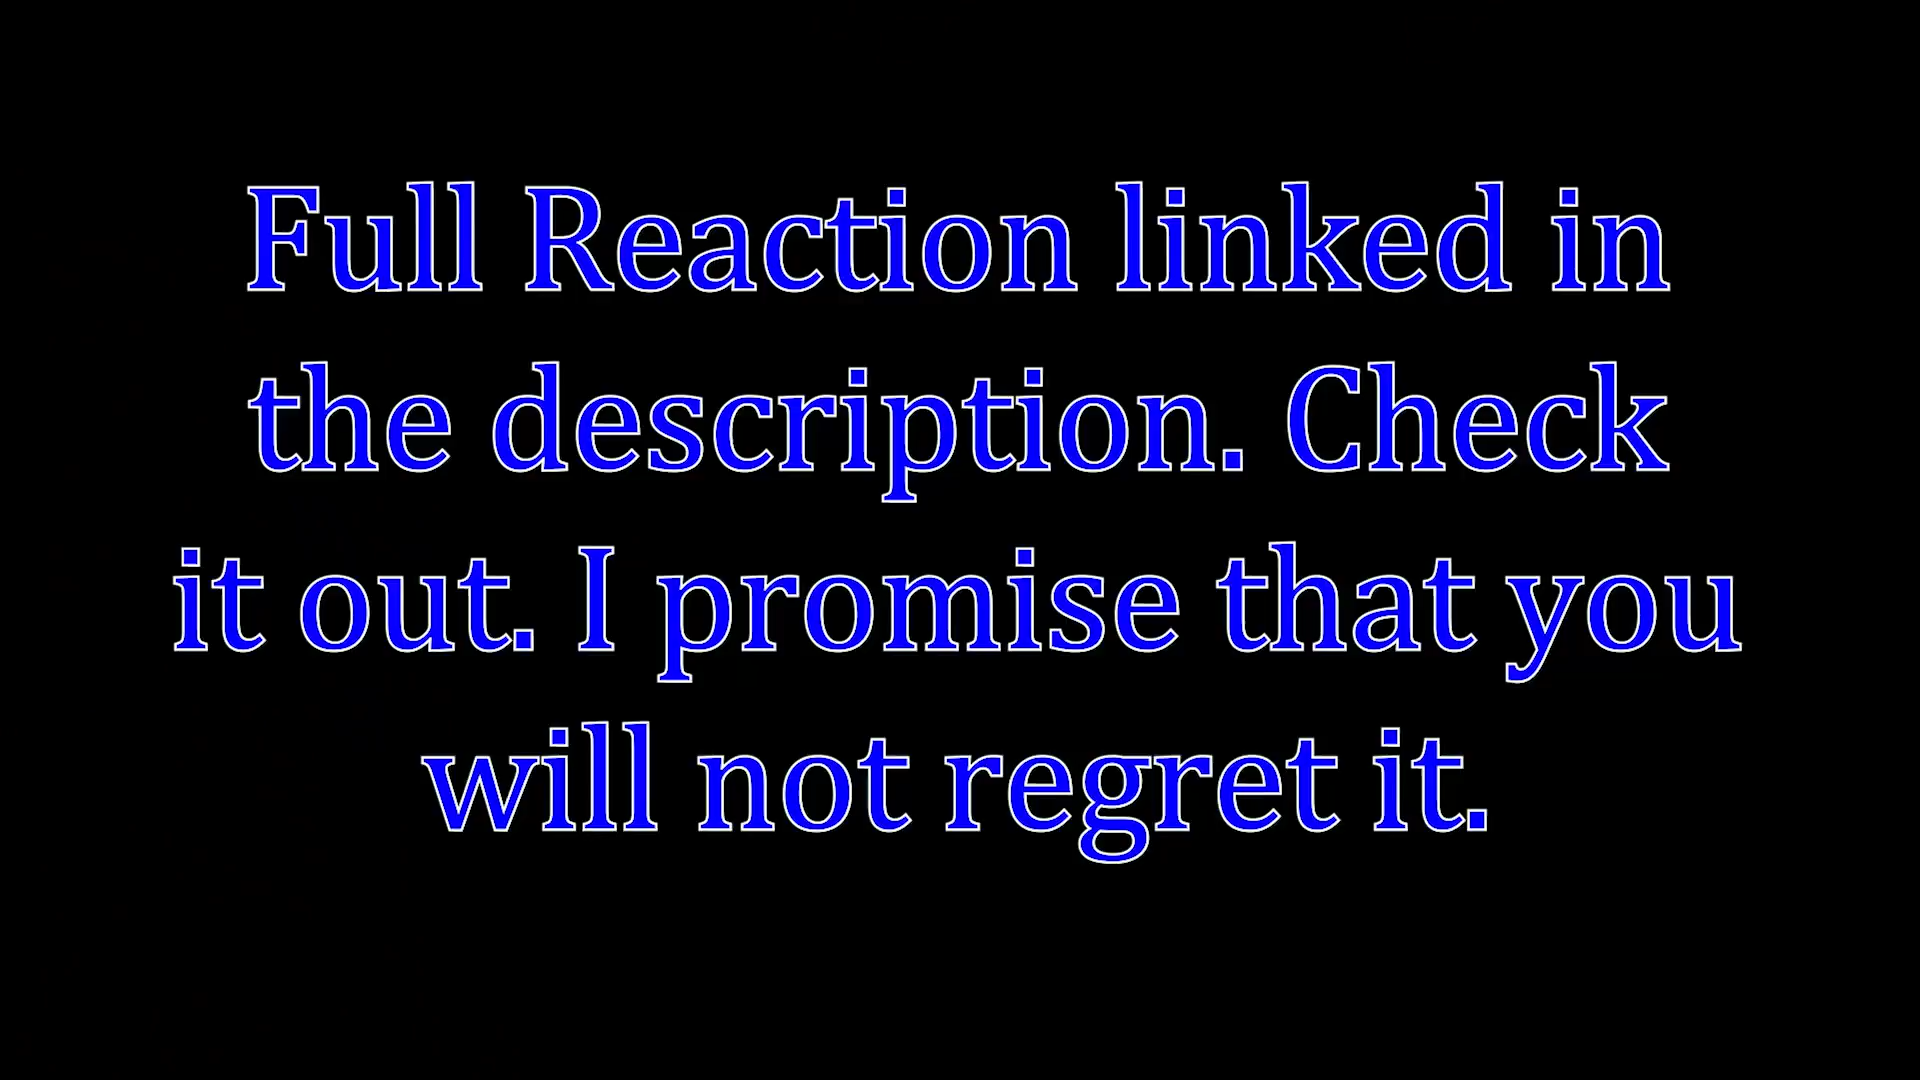 Full Reaction linked in
the description. Check
it out. I promise that you
will not regret it.